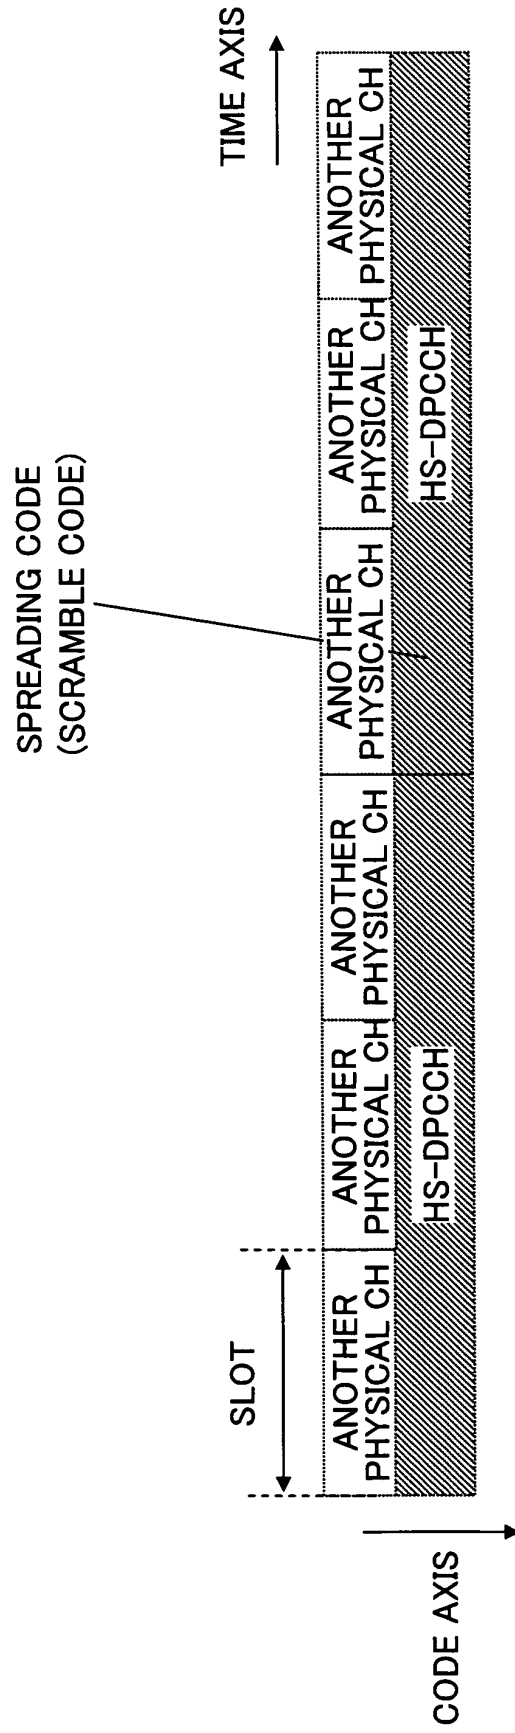 SPREADING CODE
(SCRAMBLE CODE)
TIME AXIS
SLOT
ANOTHER
PHYSICAL CH
ANOTHER
PHYSICAL CH
ANOTHER
PHYSICAL CH
ANOTHER
PHYSICAL CH
ANOTHER
PHYSICAL CH
ANOTHER
PHYSICAL CH
HS-DPCCH
HS-DPCCH
CODE AXIS